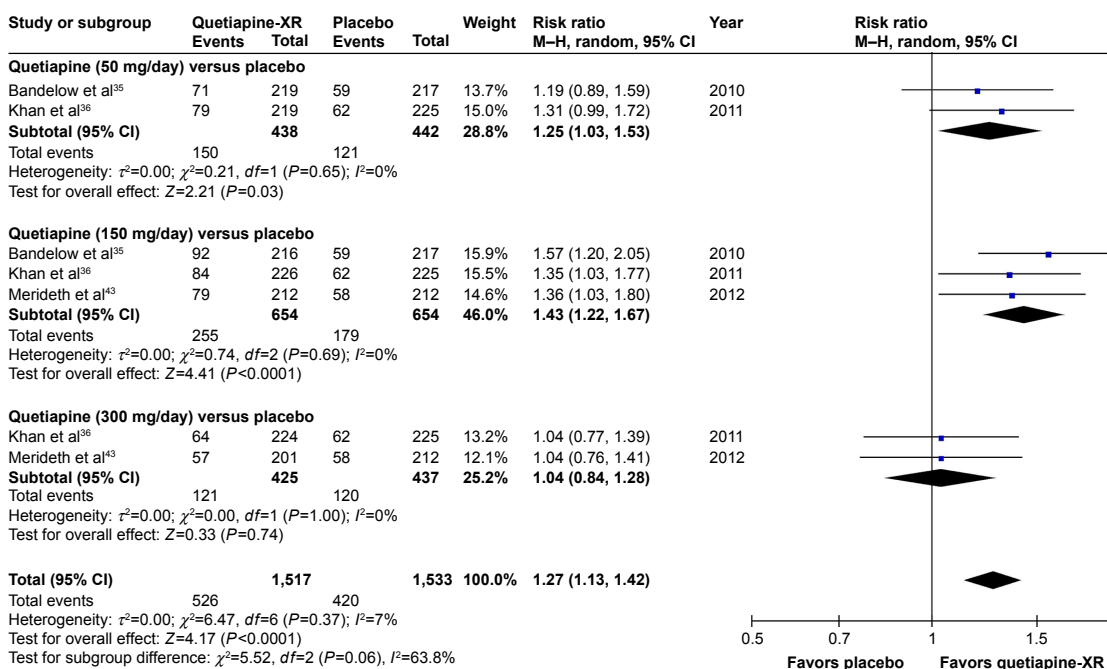 Study or subgroup Quetiapine-XR Placebo Weight Risk ratio Year Risk ratio
Events Total Events Total M–H, random, 95% CI M–H, random, 95% CI
Quetiapine (50 mg/day) versus placebo
Bandelow et al³⁵ 71 219 59 217 13.7% 1.19 (0.89, 1.59) 2010
Khan et al³⁶ 79 219 62 225 15.0% 1.31 (0.99, 1.72) 2011
Subtotal (95% CI) 438 442 28.8% 1.25 (1.03, 1.53)
Total events 150 121
Heterogeneity: τ²=0.00; χ²=0.21, df=1 (P=0.65); I²=0%
Test for overall effect: Z=2.21 (P=0.03)
Quetiapine (150 mg/day) versus placebo
Bandelow et al³⁵ 92 216 59 217 15.9% 1.57 (1.20, 2.05) 2010
Khan et al³⁶ 84 226 62 225 15.5% 1.35 (1.03, 1.77) 2011
Merideth et al⁴³ 79 212 58 212 14.6% 1.36 (1.03, 1.80) 2012
Subtotal (95% CI) 654 654 46.0% 1.43 (1.22, 1.67)
Total events 255 179
Heterogeneity: τ²=0.00; χ²=0.74, df=2 (P=0.69); I²=0%
Test for overall effect: Z=4.41 (P<0.0001)
Quetiapine (300 mg/day) versus placebo
Khan et al³⁶ 64 224 62 225 13.2% 1.04 (0.77, 1.39) 2011
Merideth et al⁴³ 57 201 58 212 12.1% 1.04 (0.76, 1.41) 2012
Subtotal (95% CI) 425 437 25.2% 1.04 (0.84, 1.28)
Total events 121 120
Heterogeneity: τ²=0.00; χ²=0.00, df=1 (P=1.00); I²=0%
Test for overall effect: Z=0.33 (P=0.74)
Total (95% CI) 1,517 1,533 100.0% 1.27 (1.13, 1.42)
Total events 526 420
Heterogeneity: τ²=0.00; χ²=6.47, df=6 (P=0.37); I²=7%
Test for overall effect: Z=4.17 (P<0.0001)
Test for subgroup difference: χ²=5.52, df=2 (P=0.06), I²=63.8%
0.5 0.7 1 1.5
Favors placebo Favors quetiapine-XR